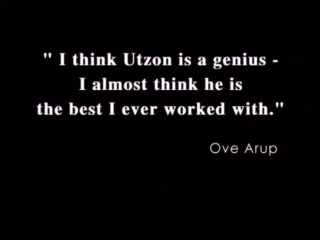 " I think Utzon is a genius -
I almost think he is
the best I ever worked with."
Ove Arup